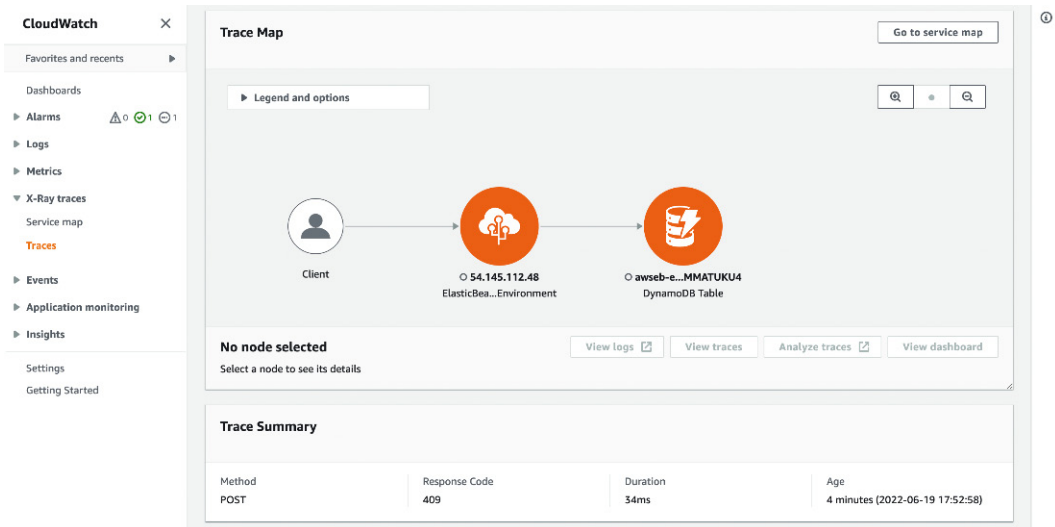 CloudWatch
Favorites and recents
Dashboards
Alarms 0 1 1
Logs
Metrics
X-Ray traces
Service map
Traces
Events
Application monitoring
Insights
Settings
Getting Started
Trace Map
Go to service map
Legend and options
Client
54.145.112.48
ElasticBea...Environment
awseb-e...MMATUKU4
DynamoDB Table
No node selected
Select a node to see its details
View logs
View traces
Analyze traces
View dashboard
Trace Summary
Method
POST
Response Code
409
Duration
34ms
Age
4 minutes (2022-06-19 17:52:58)